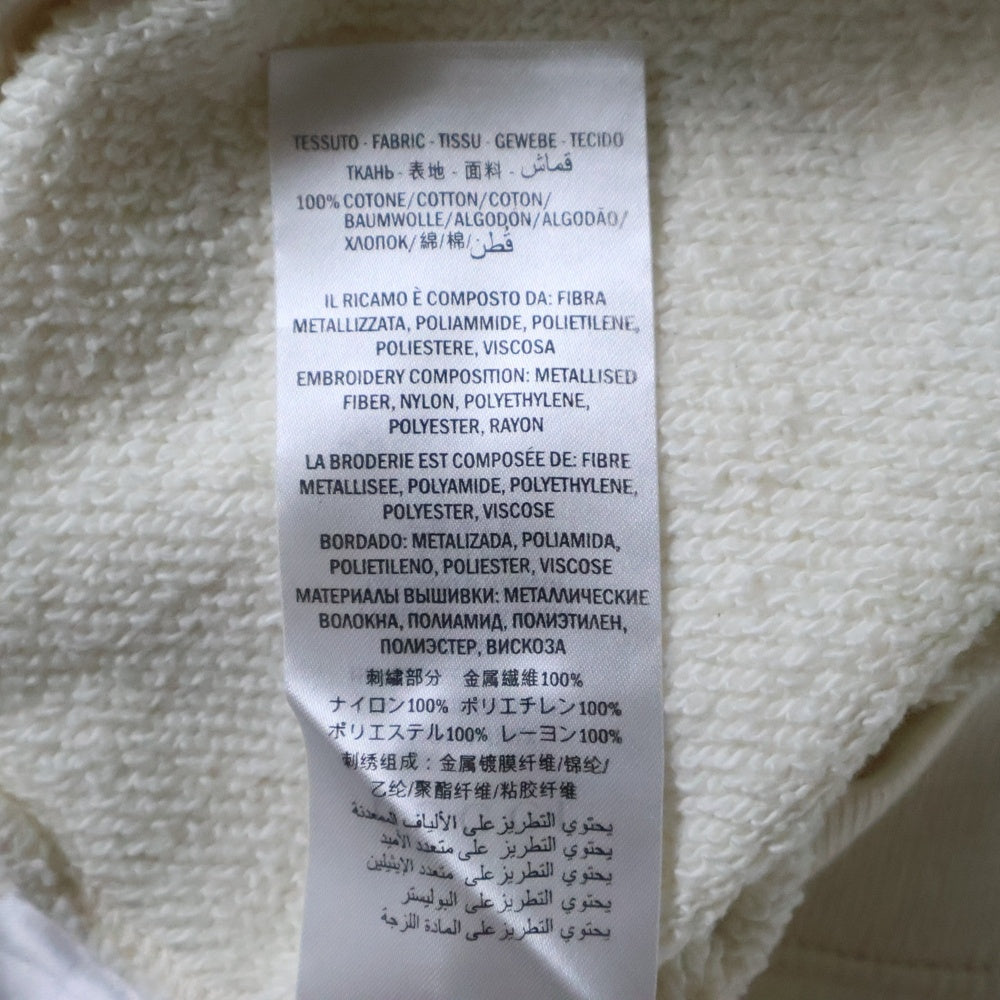 TESSUTO - FABRIC - TISSU - GEWEBE - TECIDO
ТКАНЬ - 表地 - 面料 - قماش
100% COTONE/COTTON/COTON/
BAUMWOLLE/ALGODÓN/ALGODÃO/
ХЛОПОК/綿/棉/قطن
IL RICAMO È COMPOSTO DA: FIBRA
METALLIZZATA, POLIAMMIDE, POLIETILENE,
POLIESTERE, VISCOSA
EMBROIDERY COMPOSITION: METALLISED
FIBER, NYLON, POLYETHYLENE,
POLYESTER, RAYON
LA BRODERIE EST COMPOSÉE DE: FIBRE
METALLISEE, POLYAMIDE, POLYETHYLENE,
POLYESTER, VISCOSE
BORDADO: METALIZADA, POLIAMIDA,
POLIETILENO, POLIESTER, VISCOSE
МАТЕРИАЛЫ ВЫШИВКИ: МЕТАЛЛИЧЕСКИЕ
ВОЛОКНА, ПОЛИАМИД, ПОЛИЭТИЛЕН,
ПОЛИЭСТЕР, ВИСКОЗА
刺繍部分 金属繊維100%
ナイロン100% ポリエチレン100%
ポリエステル100% レーヨン100%
刺绣组成：金属镀膜纤维/锦纶/
乙纶/聚酯纤维/粘胶纤维
يحتوي التطريز على الألياف الممعدنة
يحتوي التطريز على متعدد الأميد
يحتوي التطريز على متعدد الإيثيلين
يحتوي التطريز على البوليستر
يحتوي التطريز على المادة اللزجة